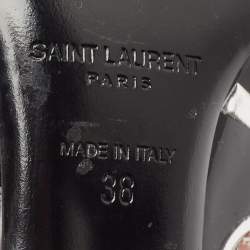 SAINT LAURENT
PARIS
MADE IN ITALY
38